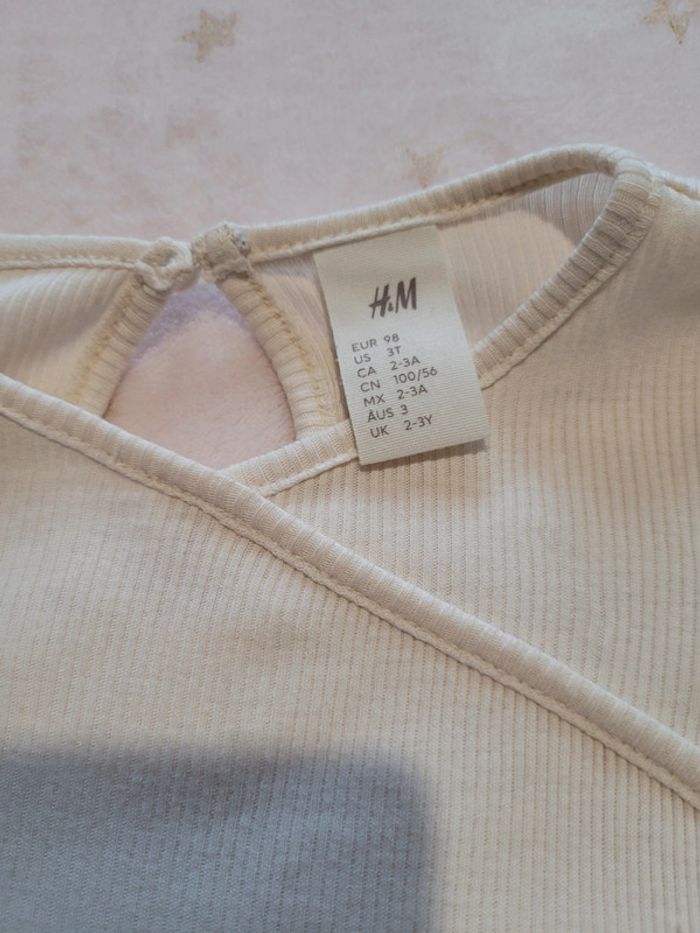 H&M
EUR 98
US 3T
CA 2-3A
CN 100/56
MX 2-3A
AUS 3
UK 2-3Y